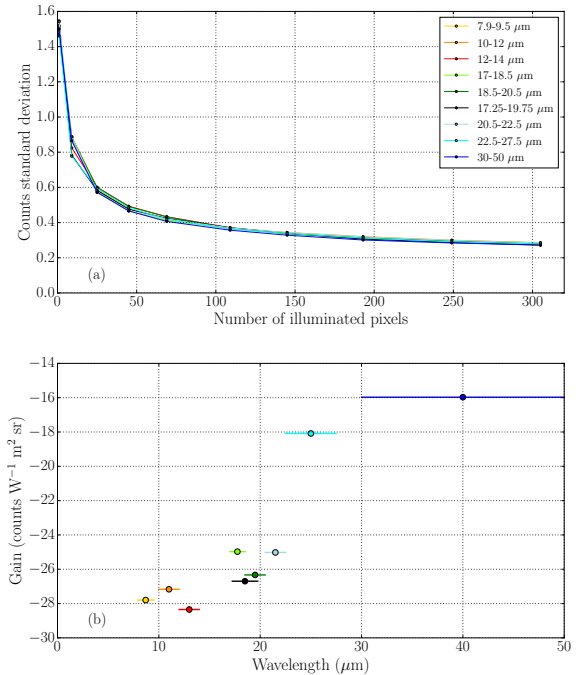 1.6
1.4
1.2
1.0
0.8
0.6
0.4
0.2
0.0
Counts standard deviation
7.9-9.5 μm
10-12 μm
12-14 μm
17-18.5 μm
18.5-20.5 μm
17.25-19.75 μm
20.5-22.5 μm
22.5-27.5 μm
30-50 μm
(a)
0 50 100 150 200 250 300
Number of illuminated pixels
−14
−16
−18
−20
−22
−24
−26
−28
−30
Gain (counts W⁻¹ m² sr)
(b)
0 10 20 30 40 50
Wavelength (μm)